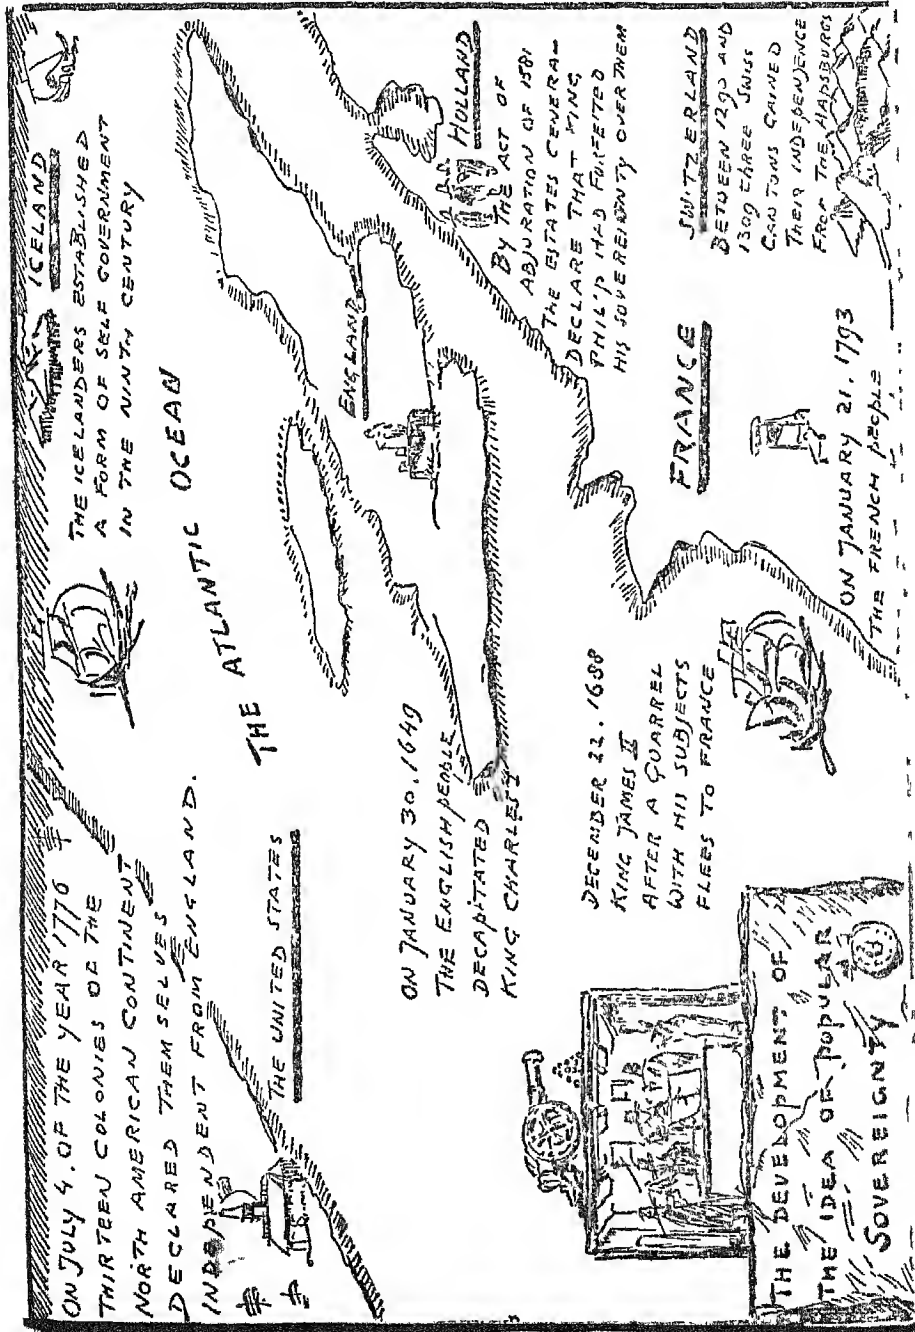 ON JULY 4. OF THE YEAR 1776
THIRTEEN COLONIES OF THE
NORTH AMERICAN CONTINENT
DECLARED THEM SELVES
INDEPENDENT FROM ENGLAND.
THE UNITED STATES
THE ATLANTIC OCEAN
ICELAND
THE ICELANDERS ESTABLISHED
A FORM OF SELF GOVERNMENT
IN THE NINTH CENTURY
ENGLAND
ON JANUARY 30. 1649
THE ENGLISH PEOPLE
DECAPITATED
KING CHARLES I
HOLLAND
BY THE ACT OF
ABJURATION OF 1581
THE ESTATES GENERAL
DECLARE THAT KING
PHILIP HAD FORFEITED
HIS SOVEREIGNTY OVER THEM
DECEMBER 22. 1688
KING JAMES II
AFTER A QUARREL
WITH HIS SUBJECTS
FLEES TO FRANCE
FRANCE
ON JANUARY 21. 1793
THE FRENCH PEOPLE
SWITZERLAND
BETWEEN 1290 AND
1309 THREE SWISS
CANTONS GAINED
THEIR INDEPENDENCE
FROM THE HAPSBURGS
THE DEVELOPMENT OF
THE IDEA OF POPULAR
SOVEREIGNTY